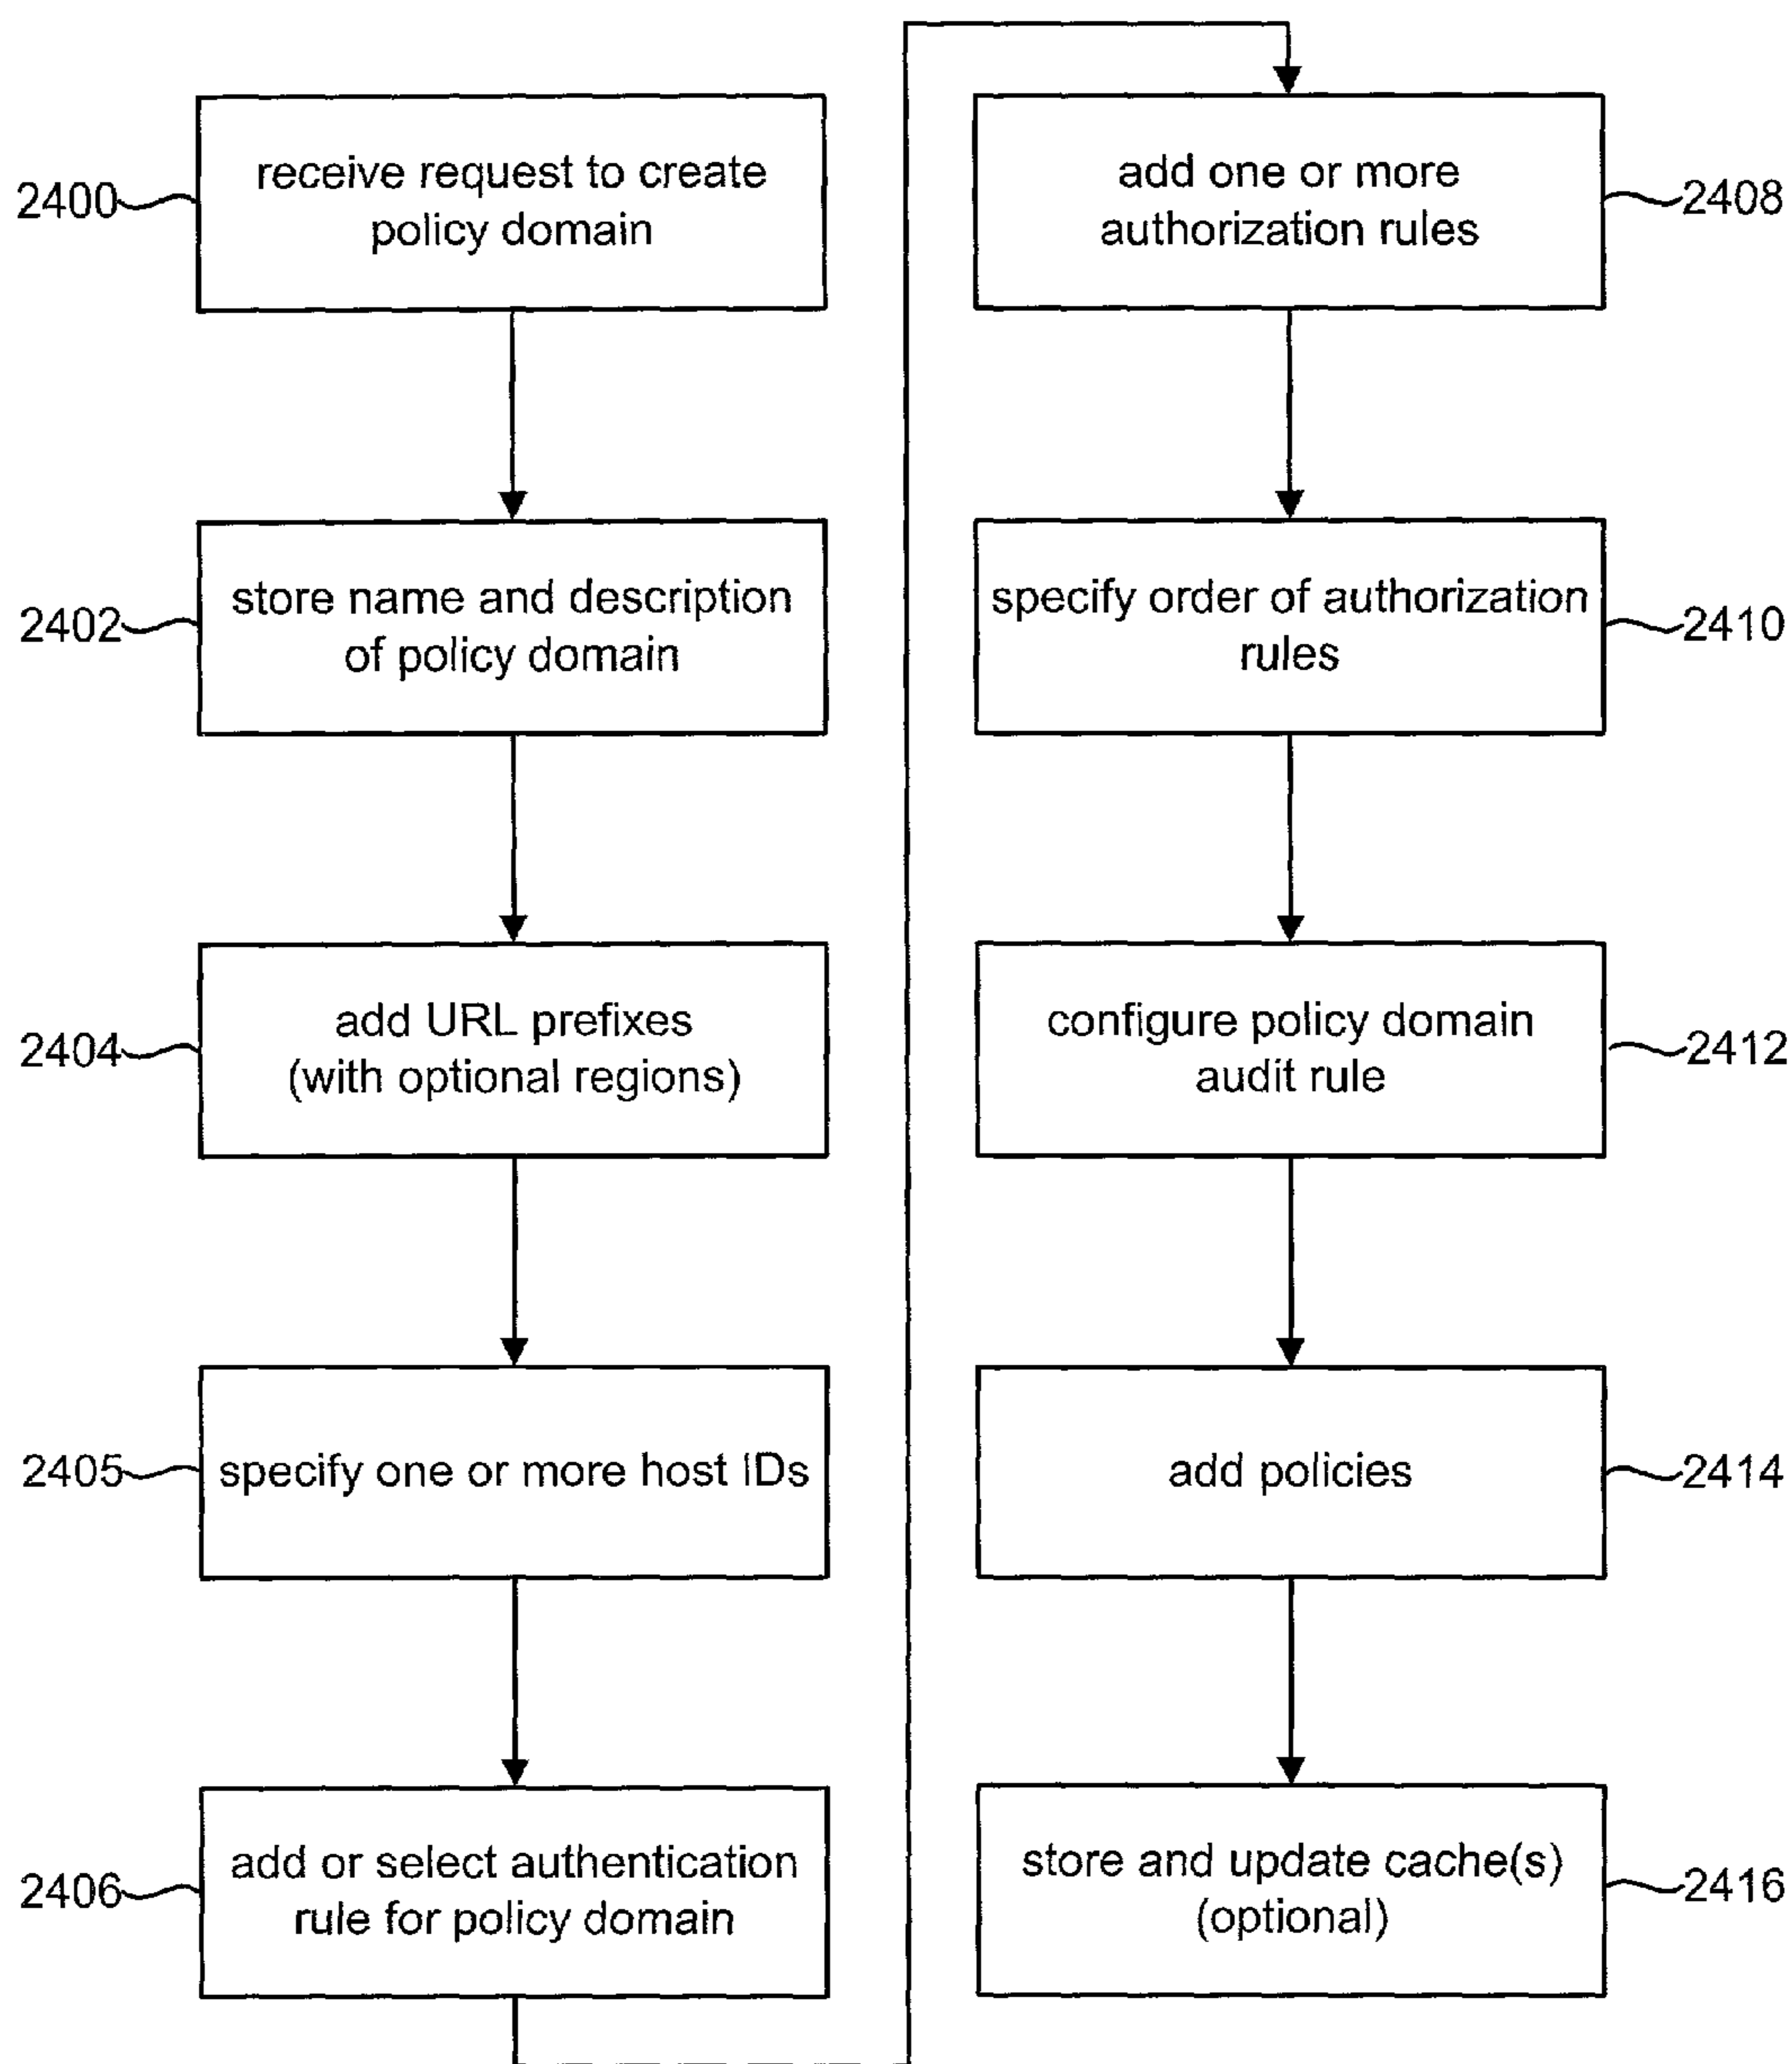 2400
receive request to create
policy domain
2402
store name and description
of policy domain
2404
add URL prefixes
(with optional regions)
2405
specify one or more host IDs
2406
add or select authentication
rule for policy domain
add one or more
authorization rules
2408
specify order of authorization
rules
2410
configure policy domain
audit rule
2412
add policies
2414
store and update cache(s)
(optional)
2416